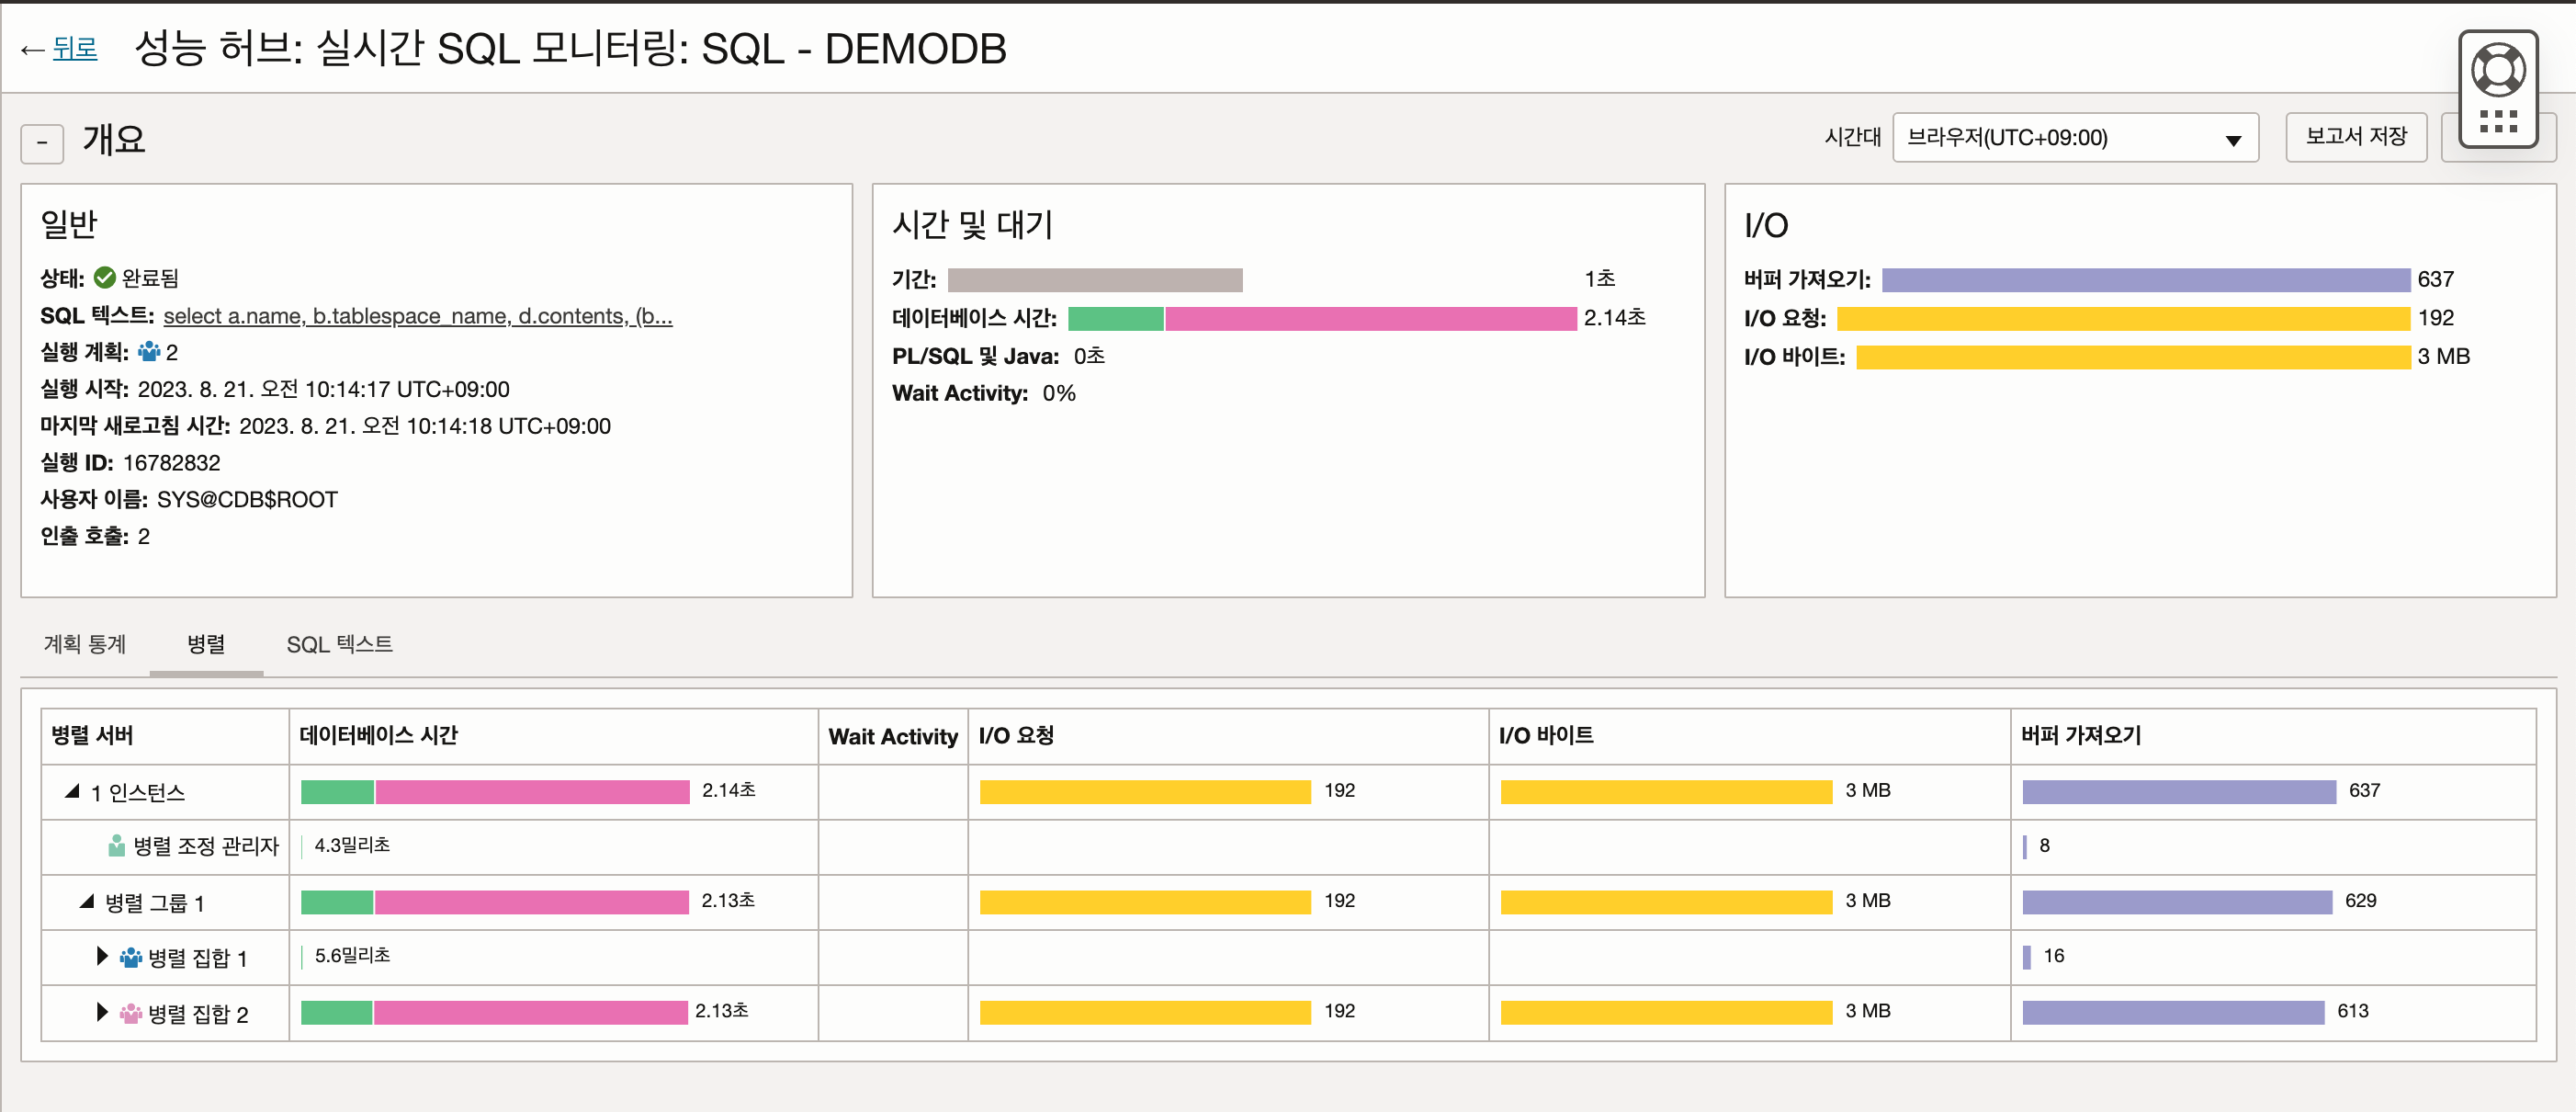 ← 뒤로 성능 허브: 실시간 SQL 모니터링: SQL - DEMODB
- 개요
시간대 브라우저(UTC+09:00) 보고서 저장
일반
상태: 완료됨
SQL 텍스트: select a.name, b.tablespace_name, d.contents, (b...
실행 계획: 2
실행 시작: 2023. 8. 21. 오전 10:14:17 UTC+09:00
마지막 새로고침 시간: 2023. 8. 21. 오전 10:14:18 UTC+09:00
실행 ID: 16782832
사용자 이름: SYS@CDB$ROOT
인출 호출: 2
시간 및 대기
기간: 1초
데이터베이스 시간: 2.14초
PL/SQL 및 Java: 0초
Wait Activity: 0%
I/O
버퍼 가져오기: 637
I/O 요청: 192
I/O 바이트: 3 MB
계획 통계 병렬 SQL 텍스트
병렬 서버 데이터베이스 시간 Wait Activity I/O 요청 I/O 바이트 버퍼 가져오기
1 인스턴스 2.14초 192 3 MB 637
병렬 조정 관리자 4.3밀리초 8
병렬 그룹 1 2.13초 192 3 MB 629
병렬 집합 1 5.6밀리초 16
병렬 집합 2 2.13초 192 3 MB 613